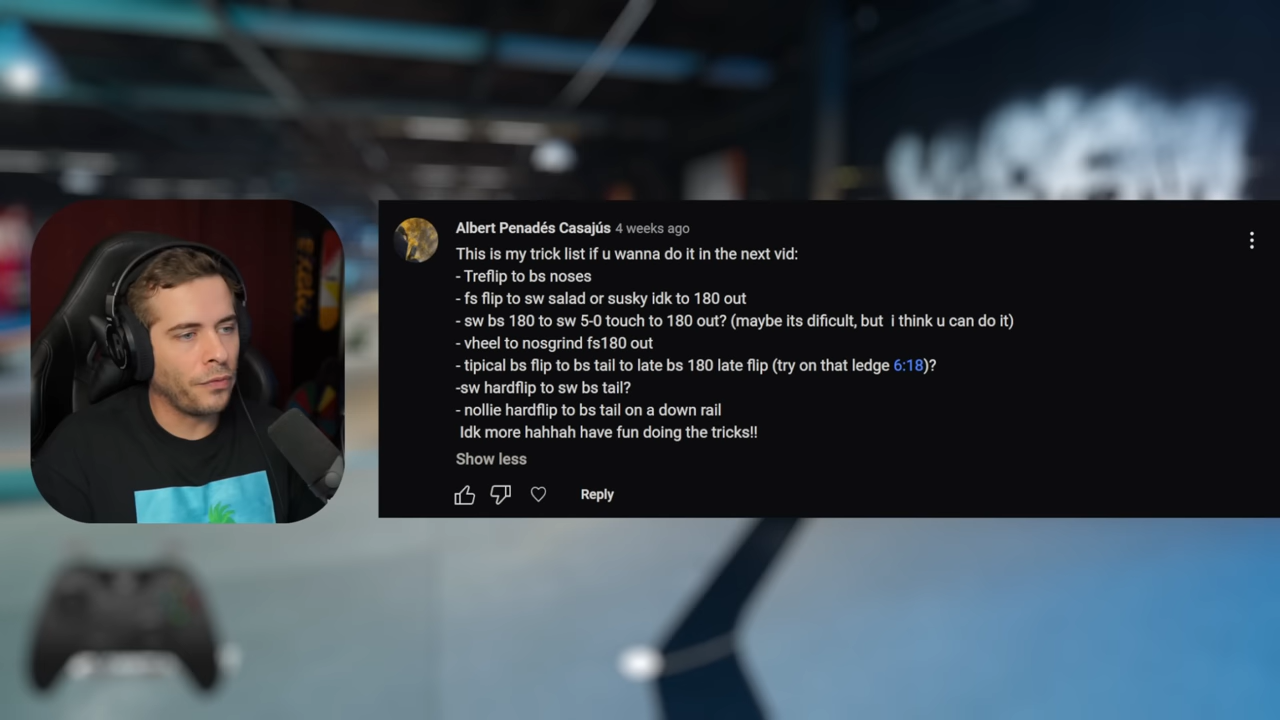 Albert Penadés Casajús 4 weeks ago
This is my trick list if u wanna do it in the next vid:
- Treflip to bs noses
- fs flip to sw salad or susky idk to 180 out
- sw bs 180 to sw 5-0 touch to 180 out? (maybe its dificult, but i think u can do it)
- vheel to nosgrind fs180 out
- tipical bs flip to bs tail to late bs 180 late flip (try on that ledge 6:18)?
-sw hardflip to sw bs tail?
- nollie hardflip to bs tail on a down rail
Idk more hahhah have fun doing the tricks!!
Show less
Reply